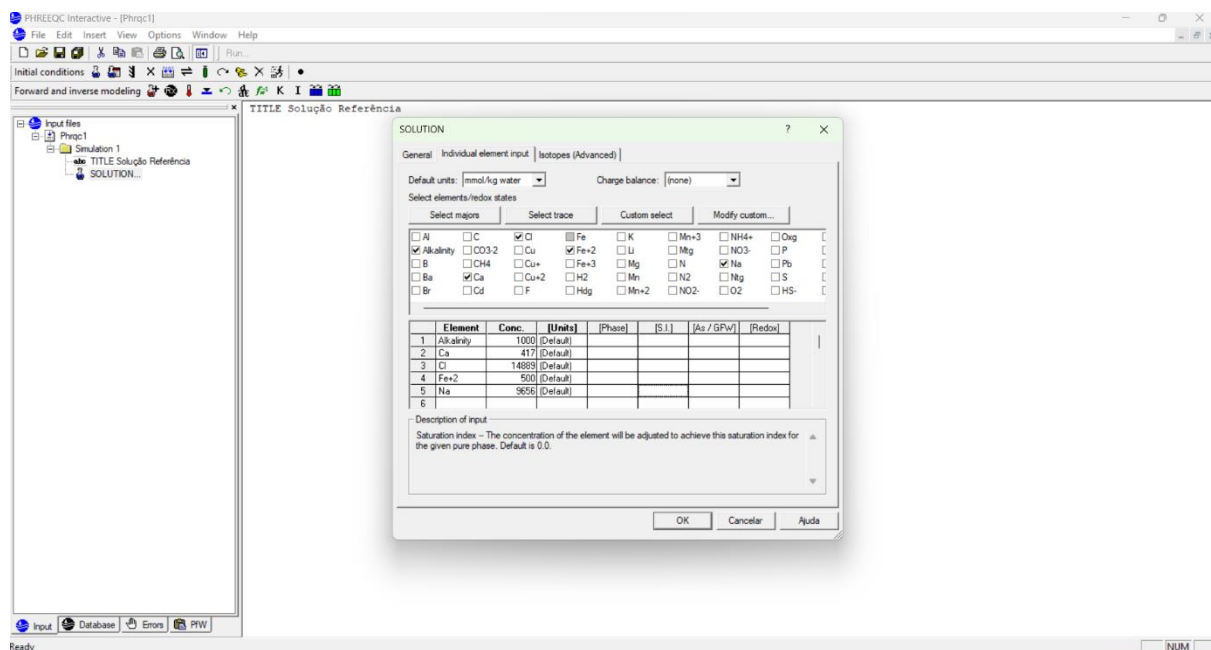 PHREEQC Interactive - [Phrqc1]
File Edit Insert View Options Window Help
Run...
Initial conditions
Forward and inverse modeling
K I
Input files
Phrqc1
Simulation 1
abc TITLE Solução Referência
SOLUTION...
TITLE Solução Referência
SOLUTION ? ×
General Individual element input Isotopes (Advanced)
Default units: mmol/kg water Charge balance: (none)
Select elements/redox states
Select majors Select trace Custom select Modify custom...
Al C Cl Fe K Mn+3 NH4+ Oxg
Alkalinity CO3-2 Cu Fe+2 Li Mtg NO3- P
B CH4 Cu+ Fe+3 Mg N Na Pb
Ba Ca Cu+2 H2 Mn N2 Ntg S
Br Cd F Hdg Mn+2 NO2- O2 HS-
Element Conc. [Units] [Phase] [S.I.] [As / GFW] [Redox]
1 Alkalinity 1000 (Default)
2 Ca 417 (Default)
3 Cl 14889 (Default)
4 Fe+2 500 (Default)
5 Na 9656 (Default)
6
Description of input
Saturation index – The concentration of the element will be adjusted to achieve this saturation index for
the given pure phase. Default is 0.0.
OK Cancelar Ajuda
Input Database Errors PfW
Ready NUM